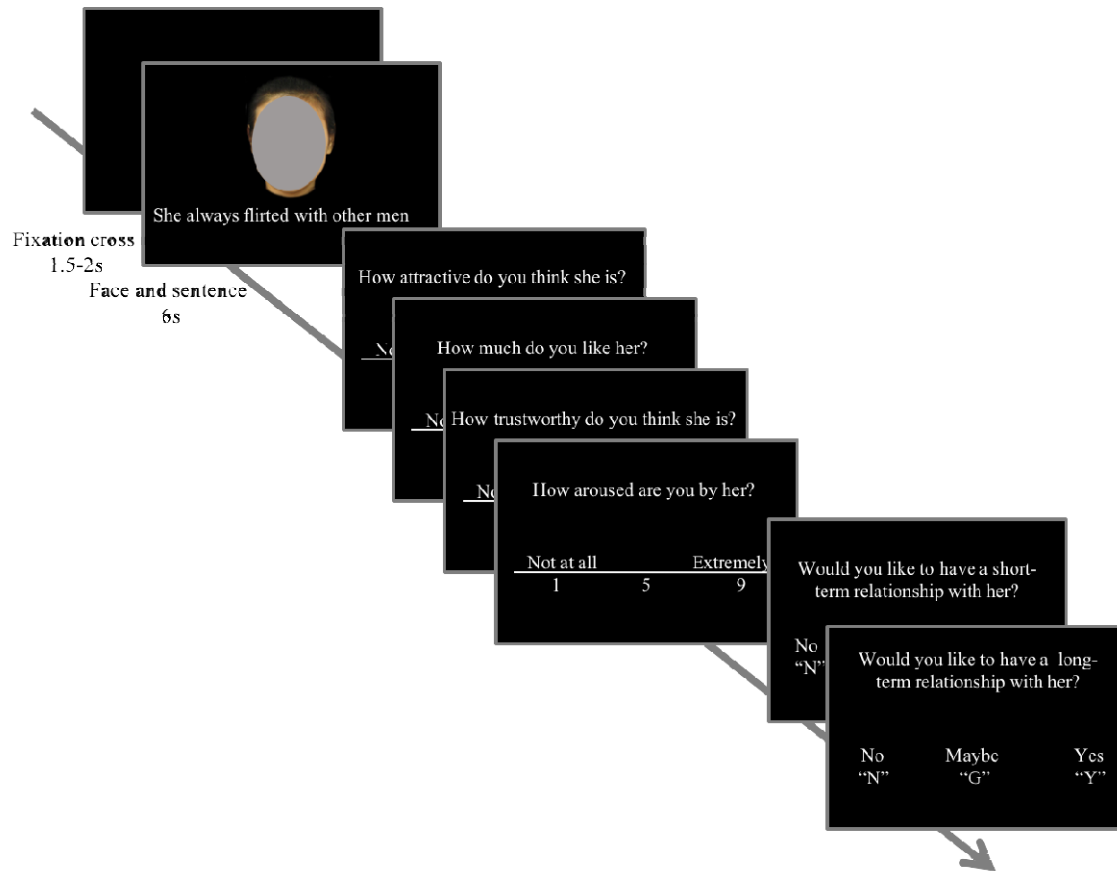 She always flirted with other men
Fixation cross
1.5-2s
Face and sentence
6s
How attractive do you think she is?
How much do you like her?
How trustworthy do you think she is?
How aroused are you by her?
Not at all Extremely
1 5 9
Would you like to have a short-
term relationship with her?
No
"N"
Would you like to have a long-
term relationship with her?
No Maybe Yes
"N" "G" "Y"